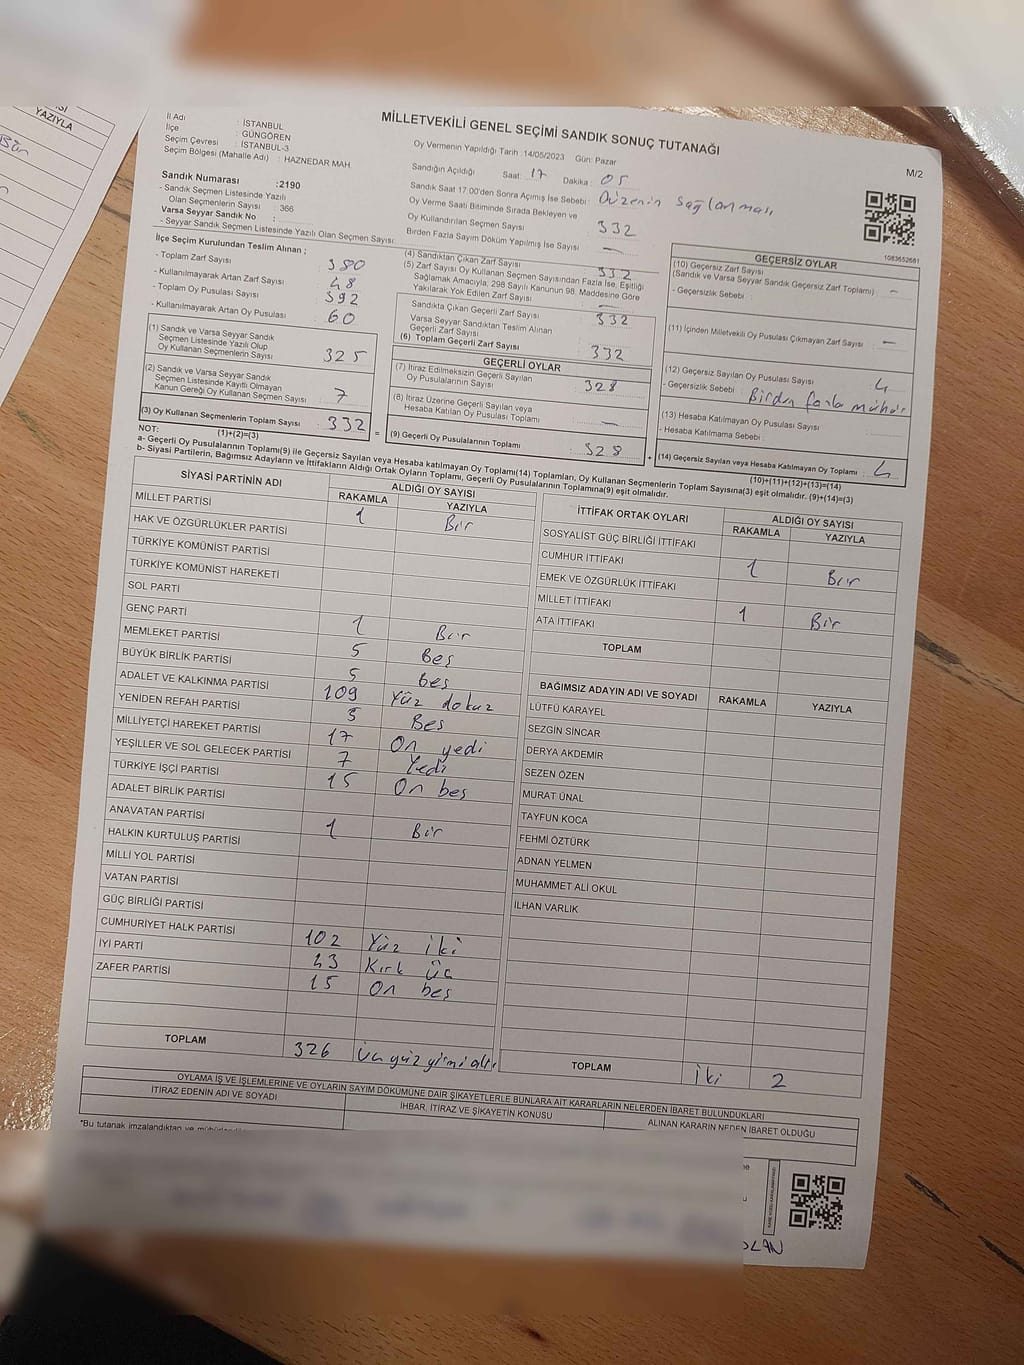 SI
YAZIYLA
Bir
MİLLETVEKİLİ GENEL SEÇİMİ SANDIK SONUÇ TUTANAĞI
M/2
İl Adı : İSTANBUL
İlçe : GÜNGÖREN
Seçim Çevresi : İSTANBUL-3
Seçim Bölgesi (Mahalle Adı) : HAZNEDAR MAH
Sandık Numarası :2190
- Sandık Seçmen Listesinde Yazılı
Olan Seçmenlerin Sayısı : 366
Varsa Seyyar Sandık No :
- Seyyar Sandık Seçmen Listesinde Yazılı Olan Seçmen Sayısı:
Oy Vermenin Yapıldığı Tarih :14/05/2023 Gün: Pazar
Sandığın Açıldığı Saat: 17 Dakika: 05
Sandık Saat 17.00'den Sonra Açılmış İse Sebebi: Düzenin sağlanması
Oy Verme Saati Bitiminde Sırada Bekleyen ve
Oy Kullandırılan Seçmen Sayısı 332
Birden Fazla Sayım Döküm Yapılmış İse Sayısı —
1083652681
İlçe Seçim Kurulundan Teslim Alınan ;
- Toplam Zarf Sayısı 380
- Kullanılmayarak Artan Zarf Sayısı 48
- Toplam Oy Pusulası Sayısı 392
- Kullanılmayarak Artan Oy Pusulası 60
(1) Sandık ve Varsa Seyyar Sandık
Seçmen Listesinde Yazılı Olup
Oy Kullanan Seçmenlerin Sayısı 325
(2) Sandık ve Varsa Seyyar Sandık
Seçmen Listesinde Kayıtlı Olmayan
Kanun Gereği Oy Kullanan Seçmen Sayısı 7
(3) Oy Kullanan Seçmenlerin Toplam Sayısı : 332
(1)+(2)=(3)
(4) Sandıktan Çıkan Zarf Sayısı 332
(5) Zarf Sayısı Oy Kullanan Seçmen Sayısından Fazla İse, Eşitliği
Sağlamak Amacıyla, 298 Sayılı Kanunun 98. Maddesine Göre
Yakılarak Yok Edilen Zarf Sayısı —
Sandıkta Çıkan Geçerli Zarf Sayısı 332
Varsa Seyyar Sandıktan Teslim Alınan
Geçerli Zarf Sayısı
(6) Toplam Geçerli Zarf Sayısı 332
GEÇERLİ OYLAR
(7) İtiraz Edilmeksizin Geçerli Sayılan
Oy Pusulalarının Sayısı 328
(8) İtiraz Üzerine Geçerli Sayılan veya
Hesaba Katılan Oy Pusulası Toplamı —
= (9) Geçerli Oy Pusulalarının Toplamı 328 +
GEÇERSİZ OYLAR
(10) Geçersiz Zarf Sayısı
(Sandık ve Varsa Seyyar Sandık Geçersiz Zarf Toplamı) : —
- Geçersizlik Sebebi :
(11) İçinden Milletvekili Oy Pusulası Çıkmayan Zarf Sayısı : —
(12) Geçersiz Sayılan Oy Pusulası Sayısı : 4
- Geçersizlik Sebebi : Birden fazla mühür
(13) Hesaba Katılmayan Oy Pusulası Sayısı :
- Hesaba Katılmama Sebebi :
(14) Geçersiz Sayılan veya Hesaba Katılmayan Oy Toplamı : 4
(10)+(11)+(12)+(13)=(14)
NOT:
a- Geçerli Oy Pusulalarının Toplamı(9) ile Geçersiz Sayılan veya Hesaba katılmayan Oy Toplamı(14) Toplamları, Oy Kullanan Seçmenlerin Toplam Sayısına(3) eşit olmalıdır. (9)+(14)=(3)
b- Siyasi Partilerin, Bağımsız Adayların ve İttifakların Aldığı Ortak Oyların Toplamı, Geçerli Oy Pusulalarının Toplamına(9) eşit olmalıdır.
SİYASİ PARTİNİN ADI ALDIĞI OY SAYISI
RAKAMLA YAZIYLA
MİLLET PARTİSİ 1 Bir
HAK VE ÖZGÜRLÜKLER PARTİSİ
TÜRKİYE KOMÜNİST PARTİSİ
TÜRKİYE KOMÜNİST HAREKETİ
SOL PARTİ
GENÇ PARTİ 1 Bir
MEMLEKET PARTİSİ 5 Beş
BÜYÜK BİRLİK PARTİSİ 5 Beş
ADALET VE KALKINMA PARTİSİ 109 Yüz dokuz
YENİDEN REFAH PARTİSİ 5 Beş
MİLLİYETÇİ HAREKET PARTİSİ 17 On yedi
YEŞİLLER VE SOL GELECEK PARTİSİ 7 Yedi
TÜRKİYE İŞÇİ PARTİSİ 15 On beş
ADALET BİRLİK PARTİSİ
ANAVATAN PARTİSİ 1 Bir
HALKIN KURTULUŞ PARTİSİ
MİLLİ YOL PARTİSİ
VATAN PARTİSİ
GÜÇ BİRLİĞİ PARTİSİ
CUMHURİYET HALK PARTİSİ 102 Yüz iki
İYİ PARTİ 43 Kırk üç
ZAFER PARTİSİ 15 On beş
TOPLAM 326 Üç yüz yirmi altı
İTTİFAK ORTAK OYLARI ALDIĞI OY SAYISI
RAKAMLA YAZIYLA
SOSYALİST GÜÇ BİRLİĞİ İTTİFAKI
CUMHUR İTTİFAKI 1 Bir
EMEK VE ÖZGÜRLÜK İTTİFAKI
MİLLET İTTİFAKI 1 Bir
ATA İTTİFAKI
TOPLAM
BAĞIMSIZ ADAYIN ADI VE SOYADI RAKAMLA YAZIYLA
LÜTFÜ KARAYEL
SEZGİN SİNCAR
DERYA AKDEMİR
SEZEN ÖZEN
MURAT ÜNAL
TAYFUN KOCA
FEHMİ ÖZTÜRK
ADNAN YELMEN
MUHAMMET ALİ OKUL
İLHAN VARLIK
TOPLAM İki 2
OYLAMA İŞ VE İŞLEMLERİNE VE OYLARIN SAYIM DÖKÜMÜNE DAİR ŞİKAYETLERLE BUNLARA AİT KARARLARIN NELERDEN İBARET BULUNDUKLARI
İTİRAZ EDENİN ADI VE SOYADI İHBAR, İTİRAZ VE ŞİKAYETİN KONUSU ALINAN KARARIN NEDEN İBARET OLDUĞU
"Bu tutanak imzalandıktan ve
OLAN